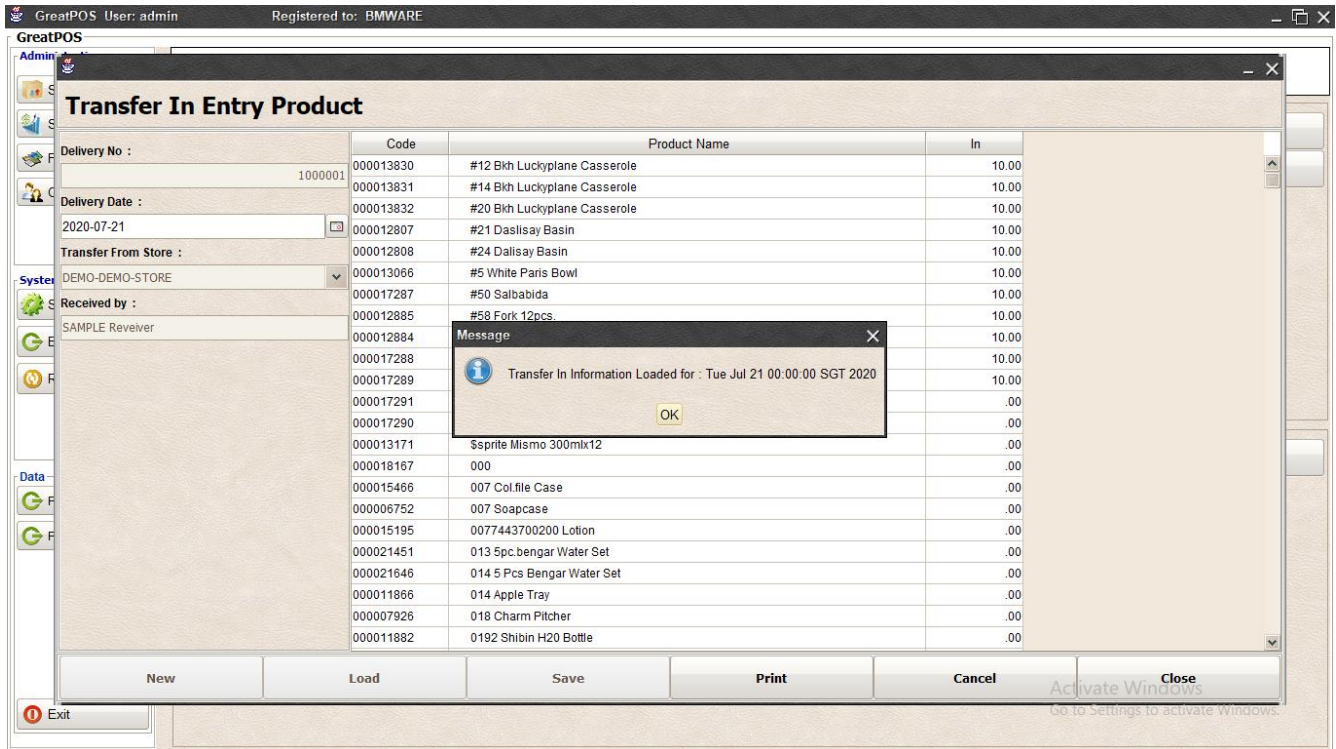 GreatPOS User: admin Registered to: BMWARE
GreatPOS
Admin
Transfer In Entry Product
Delivery No :
1000001
Delivery Date :
2020-07-21
Transfer From Store :
DEMO-DEMO-STORE
Received by :
SAMPLE Reveiver
Code Product Name In
000013830 #12 Bkh Luckyplane Casserole 10.00
000013831 #14 Bkh Luckyplane Casserole 10.00
000013832 #20 Bkh Luckyplane Casserole 10.00
000012807 #21 Daslisay Basin 10.00
000012808 #24 Dalisay Basin 10.00
000013066 #5 White Paris Bowl 10.00
000017287 #50 Salbabida 10.00
000012885 #58 Fork 12pcs. 10.00
000012884 10.00
000017288 10.00
000017289 10.00
000017291 .00
000017290 .00
000013171 $sprite Mismo 300mlx12 .00
000018167 000 .00
000015466 007 Col.file Case .00
000006752 007 Soapcase .00
000015195 0077443700200 Lotion .00
000021451 013 5pc.bengar Water Set .00
000021646 014 5 Pcs Bengar Water Set .00
000011866 014 Apple Tray .00
000007926 018 Charm Pitcher .00
000011882 0192 Shibin H20 Bottle .00
Message
Transfer In Information Loaded for : Tue Jul 21 00:00:00 SGT 2020
OK
New Load Save Print Cancel Close
System
Data
Exit
Activate Windows
Go to Settings to activate Windows.